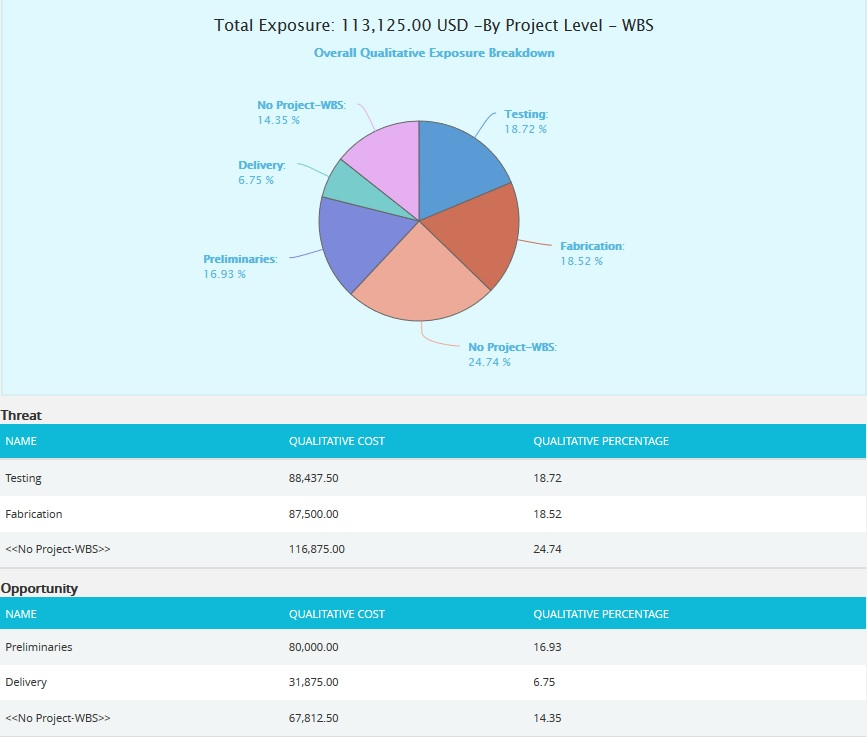 Total Exposure: 113,125.00 USD -By Project Level - WBS
Overall Qualitative Exposure Breakdown
No Project-WBS:
14.35 %
Testing:
18.72 %
Delivery:
6.75 %
Fabrication:
18.52 %
Preliminaries:
16.93 %
No Project-WBS:
24.74 %
Threat
NAME QUALITATIVE COST QUALITATIVE PERCENTAGE
Testing 88,437.50 18.72
Fabrication 87,500.00 18.52
<<No Project-WBS>> 116,875.00 24.74
Opportunity
NAME QUALITATIVE COST QUALITATIVE PERCENTAGE
Preliminaries 80,000.00 16.93
Delivery 31,875.00 6.75
<<No Project-WBS>> 67,812.50 14.35